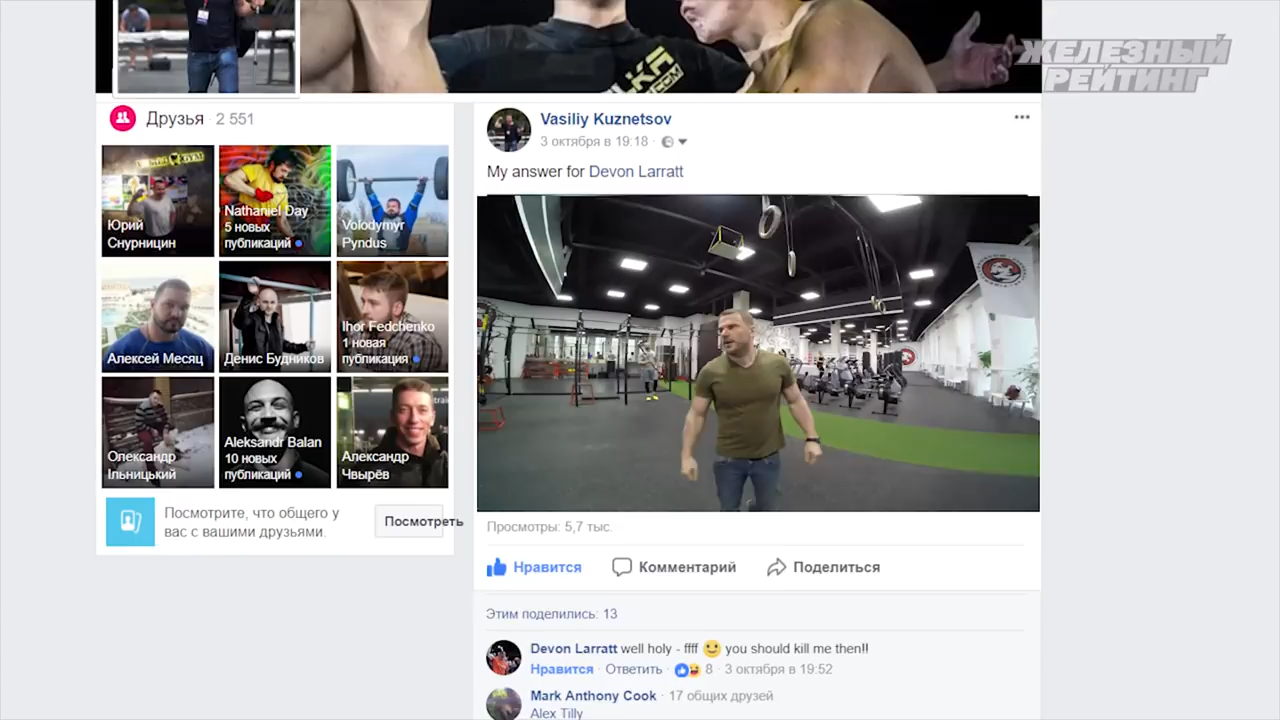 ЖЕЛЕЗНЫЙ
РЕЙТИНГ
Друзья · 2 551
Юрий
Снурницин
Nathaniel Day
5 новых
публикаций
Volodymyr
Pyndus
Алексей Месяц
Денис Будников
Ihor Fedchenko
1 новая
публикация
Олександр
Ільницький
Aleksandr Balan
10 новых
публикаций
Александр
Чвырёв
Посмотрите, что общего у
вас с вашими друзьями.
Посмотреть
Vasiliy Kuznetsov
3 октября в 19:18
My answer for Devon Larratt
Просмотры: 5,7 тыс.
Нравится
Комментарий
Поделиться
Этим поделились: 13
Devon Larratt well holy - ffff 🙂 you should kill me then!!
Нравится · Ответить · 8 · 3 октября в 19:52
Mark Anthony Cook · 17 общих друзей
Alex Tilly